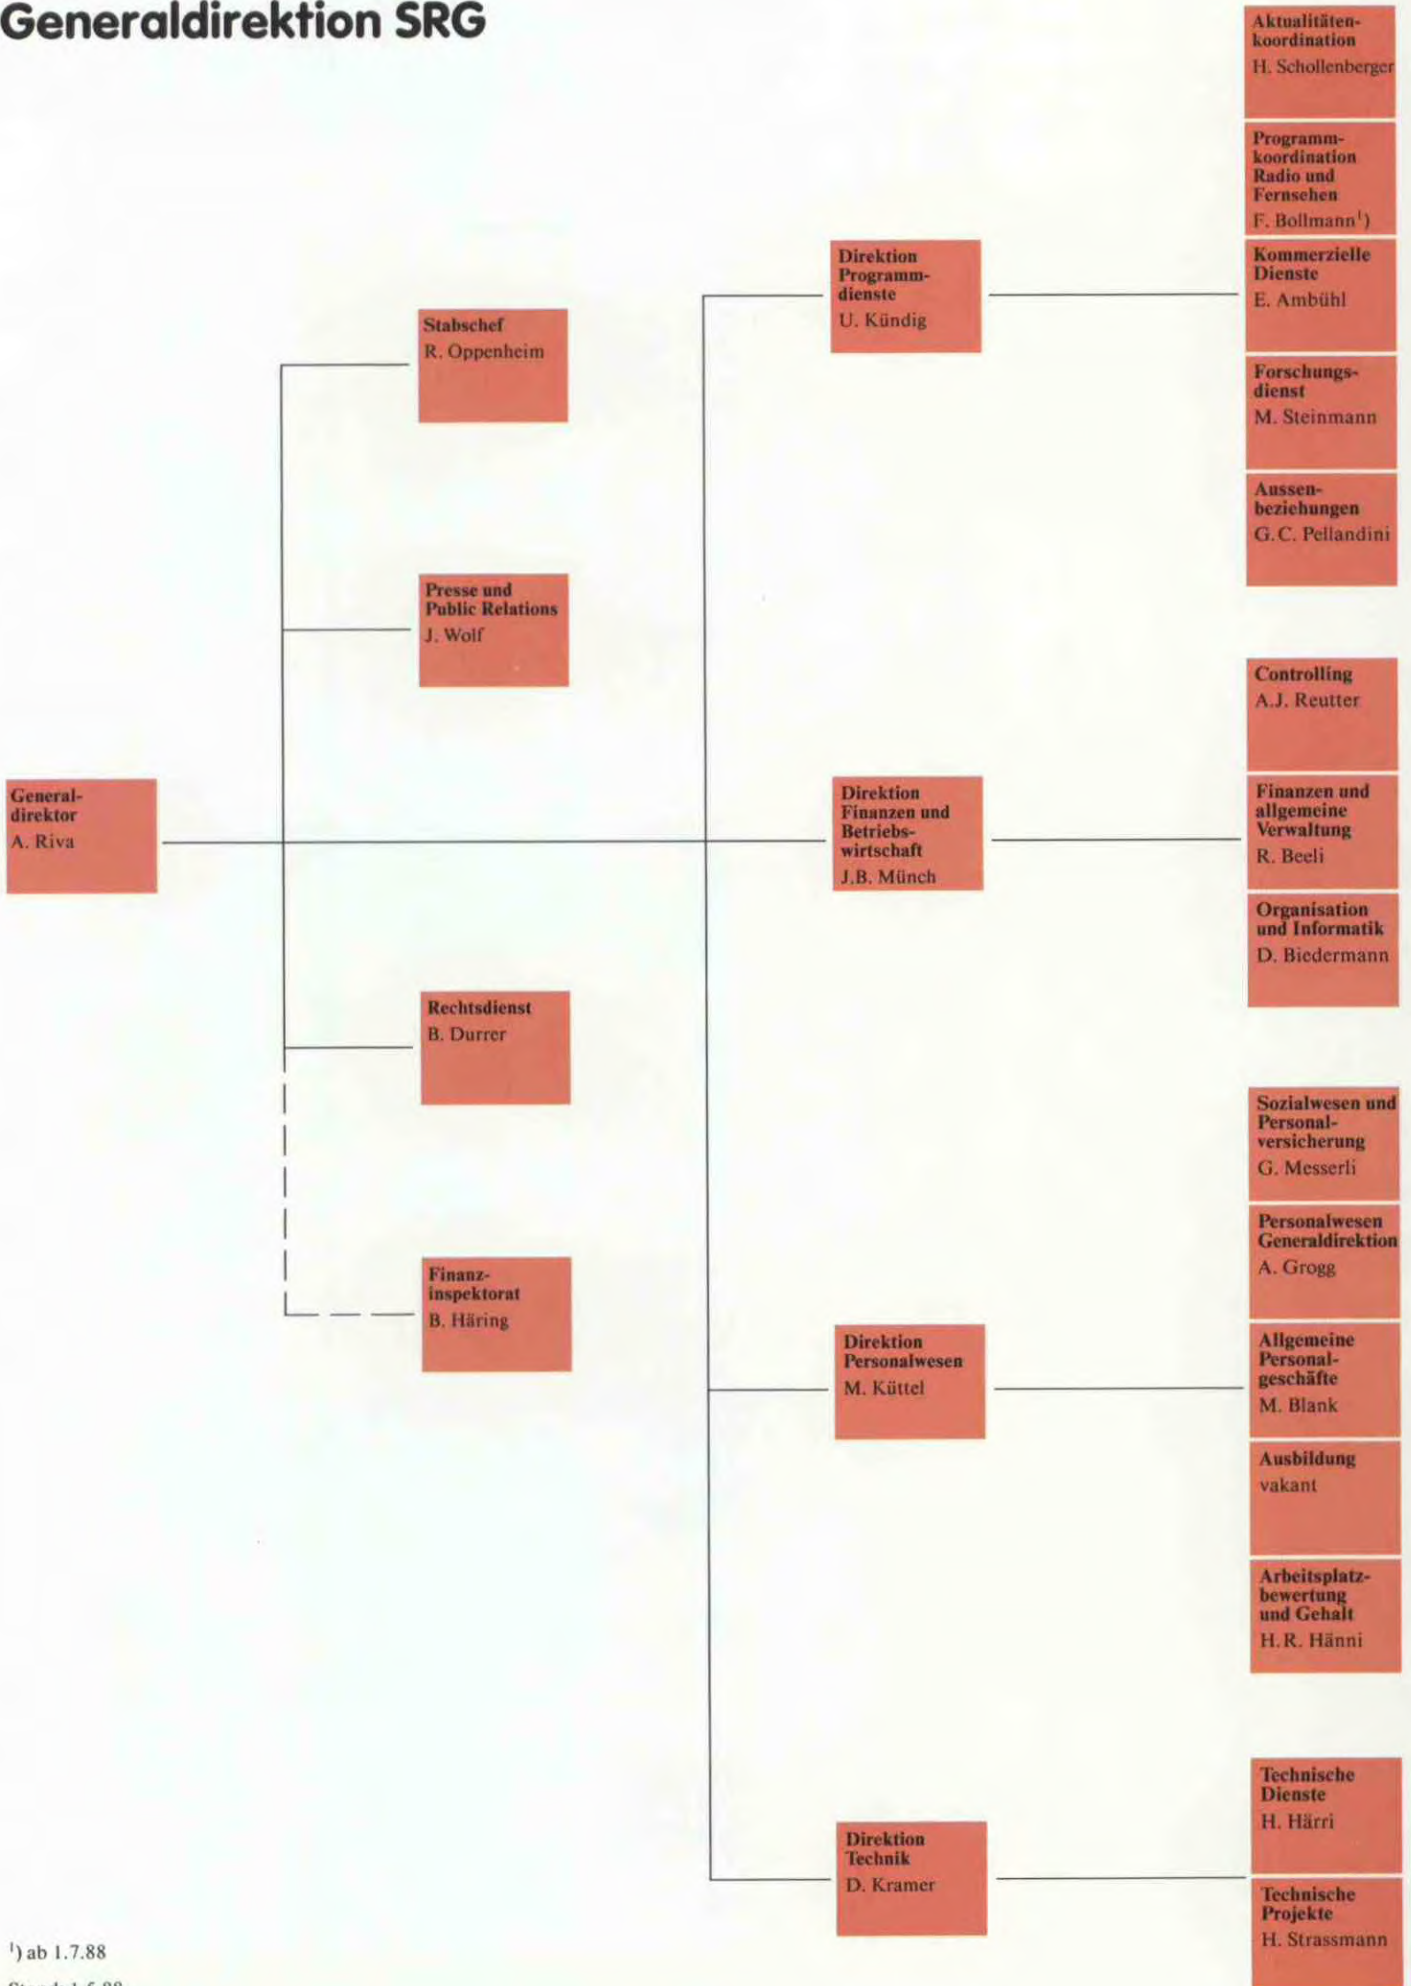 Generaldirektion SRG
General-
direktor
A. Riva
Stabschef
R. Oppenheim
Presse und
Public Relations
J. Wolf
Rechtsdienst
B. Durrer
Finanz-
inspektorat
B. Häring
Direktion
Programm-
dienste
U. Kündig
Aktualitäten-
koordination
H. Schollenberger
Programm-
koordination
Radio und
Fernsehen
F. Bollmann¹)
Kommerzielle
Dienste
E. Ambühl
Forschungs-
dienst
M. Steinmann
Aussen-
beziehungen
G.C. Pellandini
Direktion
Finanzen und
Betriebs-
wirtschaft
J.B. Münch
Controlling
A.J. Reutter
Finanzen und
allgemeine
Verwaltung
R. Beeli
Organisation
und Informatik
D. Biedermann
Direktion
Personalwesen
M. Küttel
Sozialwesen und
Personal-
versicherung
G. Messerli
Personalwesen
Generaldirektion
A. Grogg
Allgemeine
Personal-
geschäfte
M. Blank
Ausbildung
vakant
Arbeitsplatz-
bewertung
und Gehalt
H.R. Hänni
Direktion
Technik
D. Kramer
Technische
Dienste
H. Härri
Technische
Projekte
H. Strassmann
¹) ab 1.7.88